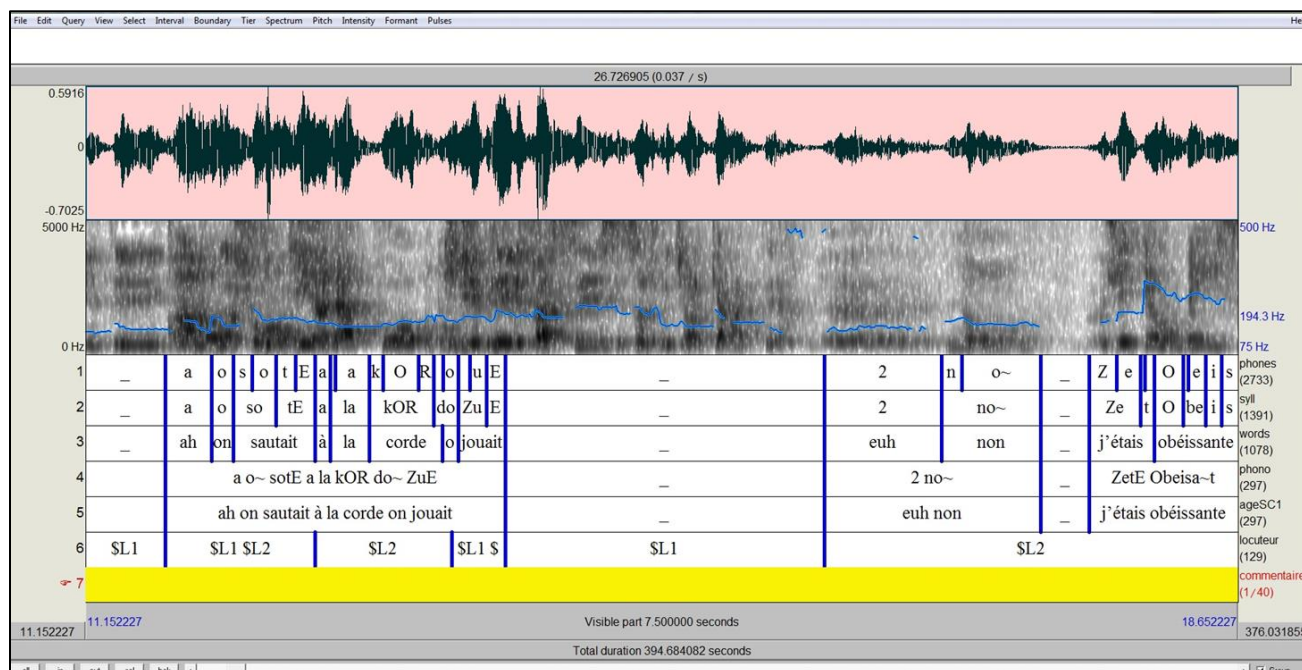 File Edit Query View Select Interval Boundary Tier Spectrum Pitch Intensity Formant Pulses He
26.726905 (0.037 / s)
0.5916
0
-0.7025
5000 Hz 500 Hz
194.3 Hz
0 Hz 75 Hz
1 _ a o s o t E a a k O R o u E _ 2 n o~ _ Z e O e i s phones
(2733)
2 _ a o so tE a la kOR do Zu E _ 2 no~ _ Ze t O be i s syll
(1391)
3 _ ah on sautait à la corde o jouait _ euh non _ j'étais obéissante words
(1078)
4 a o~ sotE a la kOR do~ ZuE _ 2 no~ _ ZetE Obeisa~t phono
(297)
5 ah on sautait à la corde on jouait _ euh non _ j'étais obéissante ageSC1
(297)
6 $L1 $L1 $L2 $L2 $L1 $ $L1 $L2 locuteur
(129)
7 commentaire
(1/40)
11.152227 Visible part 7.500000 seconds 18.652227
11.152227 376.031855
Total duration 394.684082 seconds